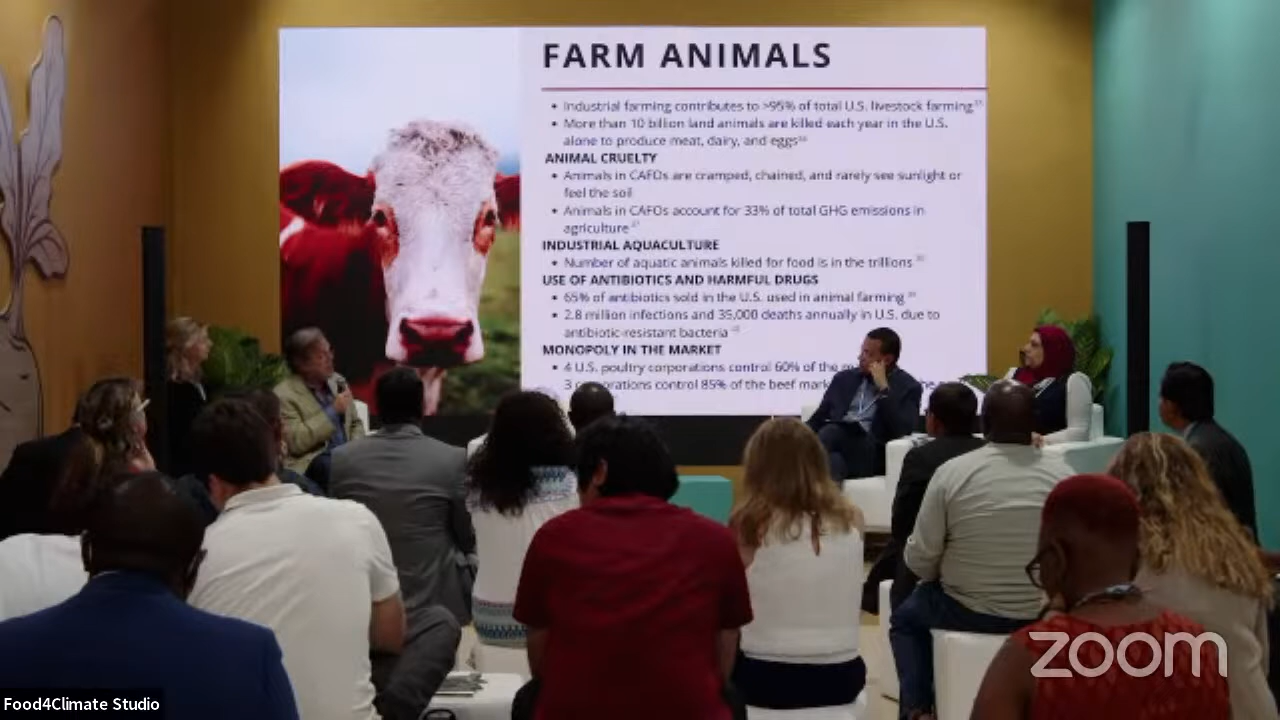 FARM ANIMALS
• Industrial farming contributes to >95% of total U.S. livestock farming
• More than 10 billion land animals are killed each year in the U.S.
alone to produce meat, dairy, and eggs
ANIMAL CRUELTY
• Animals in CAFOs are cramped, chained, and rarely see sunlight or
feel the soil
• Animals in CAFOs account for 33% of total GHG emissions in
agriculture
INDUSTRIAL AQUACULTURE
• Number of aquatic animals killed for food is in the trillions
USE OF ANTIBIOTICS AND HARMFUL DRUGS
• 65% of antibiotics sold in the U.S. used in animal farming
• 2.8 million infections and 35,000 deaths annually in U.S. due to
antibiotic-resistant bacteria
MONOPOLY IN THE MARKET
• 4 U.S. poultry corporations control 60% of the
3 corporations control 85% of the beef
zoom
Food4Climate Studio